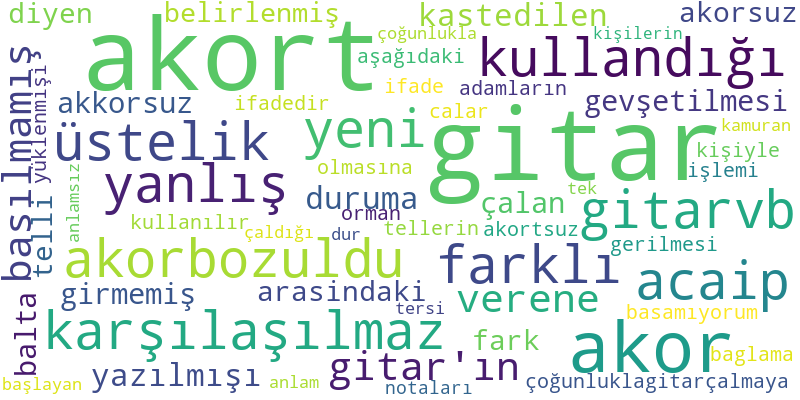 diyen belirlenmiş kastedilen akorsuz
akort çoğunlukla kişilerin
aşağıdaki kullandığı
akkorsuz ifadedir ifade adamların gevşetilmesi
basılmamış yüklenmişi üstelik yeni calar gitar kamuran
telli anlamsız yanlış olmasına kişiyle
duruma tek işlemi
kullanılır orman çalan gitarvb
çaldığı dur tellerin akortsuz gerilmesi
akorbozuldu farklı acaip
balta girmemiş arasindaki tersi verene basamıyorum
karşılaşılmaz fark akor baglama
başlayan yazılmışı anlam gitar'ın notaları çoğunluklagitarçalmaya